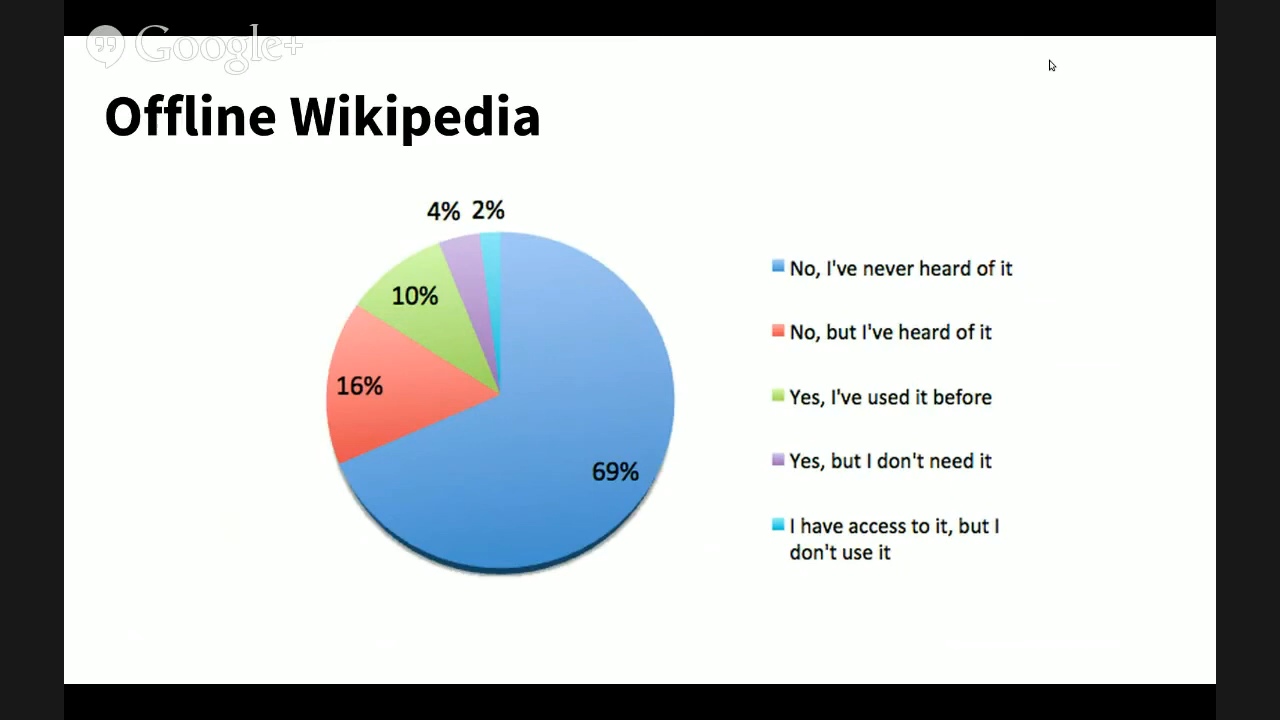 Google+
Offline Wikipedia
4% 2%
10%
16%
69%
No, I've never heard of it
No, but I've heard of it
Yes, I've used it before
Yes, but I don't need it
I have access to it, but I
don't use it